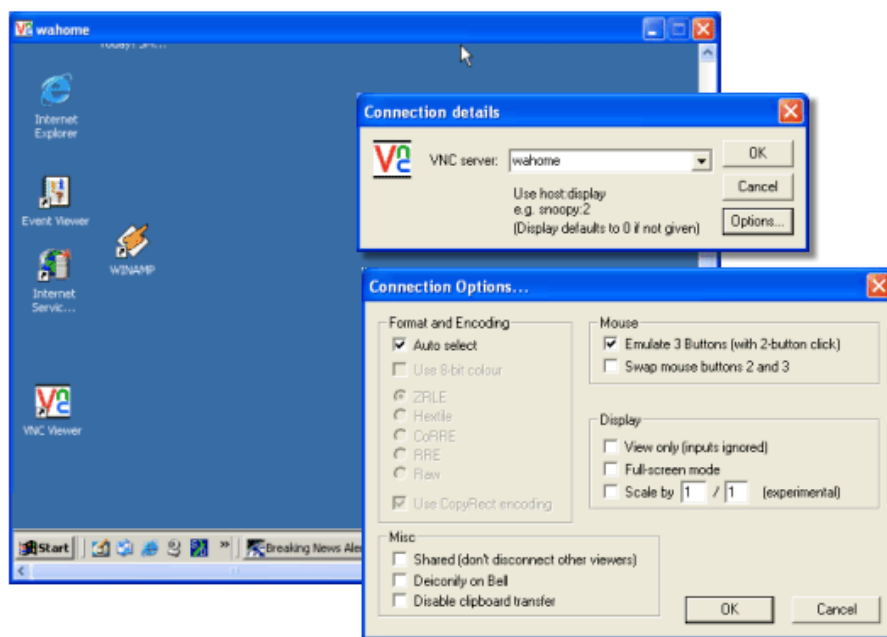 wahome
Internet
Explorer
Event Viewer
WINAMP
Internet
Servic...
VNC Viewer
Start
Breaking News Aler
Connection details
VNC server:
wahome
OK
Cancel
Options...
Use host:display
e.g. snoopy:2
(Display defaults to 0 if not given)
Connection Options...
Format and Encoding
Auto select
Use 8-bit colour
ZRLE
Hextile
CoRRE
RRE
Raw
Use CopyRect encoding
Mouse
Emulate 3 Buttons (with 2-button click)
Swap mouse buttons 2 and 3
Display
View only (inputs ignored)
Full-screen mode
Scale by 1 / 1 (experimental)
Misc
Shared (don't disconnect other viewers)
Deiconify on Bell
Disable clipboard transfer
OK
Cancel